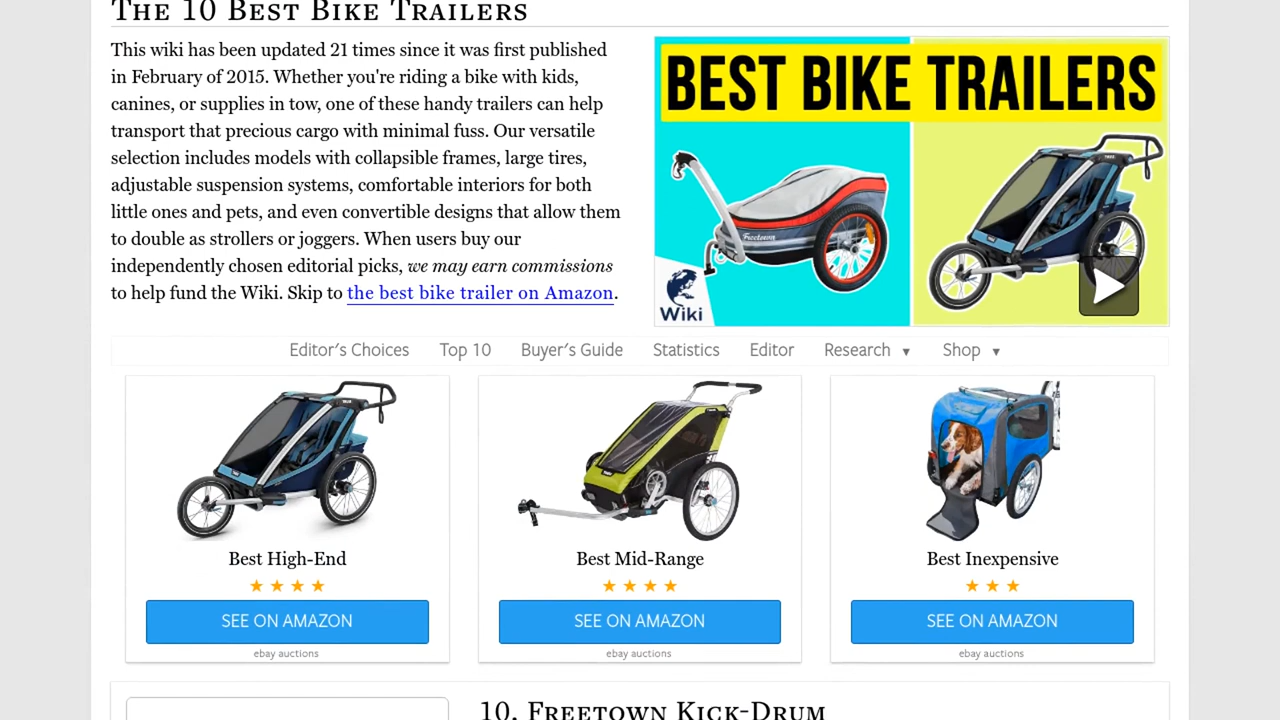 The 10 Best Bike Trailers
This wiki has been updated 21 times since it was first published
in February of 2015. Whether you're riding a bike with kids,
canines, or supplies in tow, one of these handy trailers can help
transport that precious cargo with minimal fuss. Our versatile
selection includes models with collapsible frames, large tires,
adjustable suspension systems, comfortable interiors for both
little ones and pets, and even convertible designs that allow them
to double as strollers or joggers. When users buy our
independently chosen editorial picks, we may earn commissions
to help fund the Wiki. Skip to the best bike trailer on Amazon.
BEST BIKE TRAILERS
Freetown
Wiki
Editor's Choices Top 10 Buyer's Guide Statistics Editor Research ▼ Shop ▼
Best High-End
SEE ON AMAZON
ebay auctions
Best Mid-Range
SEE ON AMAZON
ebay auctions
Best Inexpensive
SEE ON AMAZON
ebay auctions
10. Freetown Kick-Drum